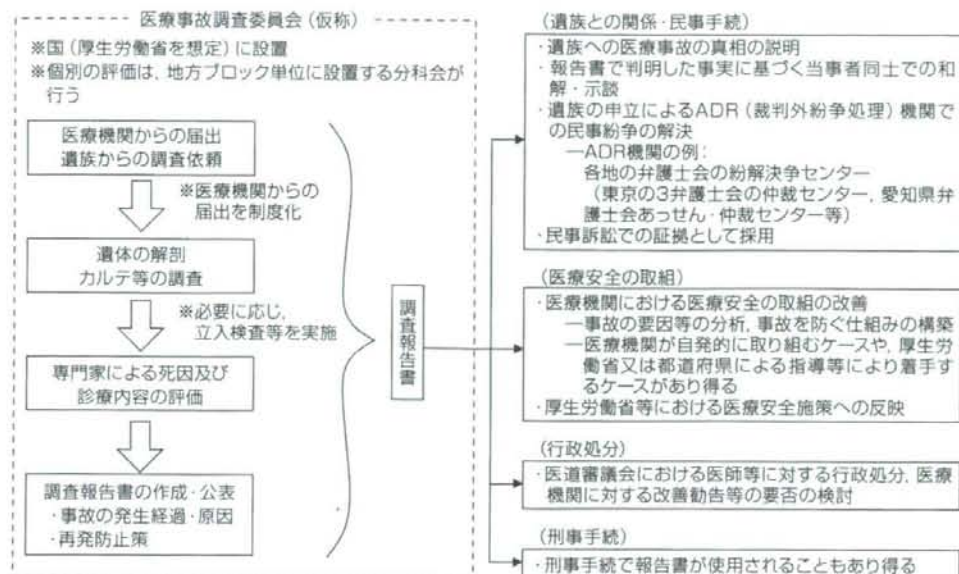 医療事故調査委員会(仮称)
※国(厚生労働省を想定)に設置
※個別の評価は,地方ブロック単位に設置する分科会が
行う
医療機関からの届出
遺族からの調査依頼
※医療機関からの
届出を制度化
遺体の解剖
カルテ等の調査
※必要に応じ,
立入検査等を実施
専門家による死因及び
診療内容の評価
調査報告書の作成・公表
・事故の発生経過・原因
・再発防止策
調査報告書
(遺族との関係・民事手続)
・遺族への医療事故の真相の説明
・報告書で判明した事実に基づく当事者同士での和
解・示談
・遺族の申立によるADR(裁判外紛争処理)機関で
の民事紛争の解決
―ADR機関の例:
各地の弁護士会の紛解決争センター
(東京の3弁護士会の仲裁センター,愛知県弁
護士会あっせん・仲裁センター等)
・民事訴訟での証拠として採用
(医療安全の取組)
・医療機関における医療安全の取組の改善
―事故の要因等の分析,事故を防ぐ仕組みの構築
―医療機関が自発的に取り組むケースや,厚生労
働省又は都道府県による指導等により着手す
るケースがあり得る
・厚生労働省等における医療安全施策への反映
(行政処分)
・医道審議会における医師等に対する行政処分,医療
機関に対する改善勧告等の要否の検討
(刑事手続)
・刑事手続で報告書が使用されることもあり得る